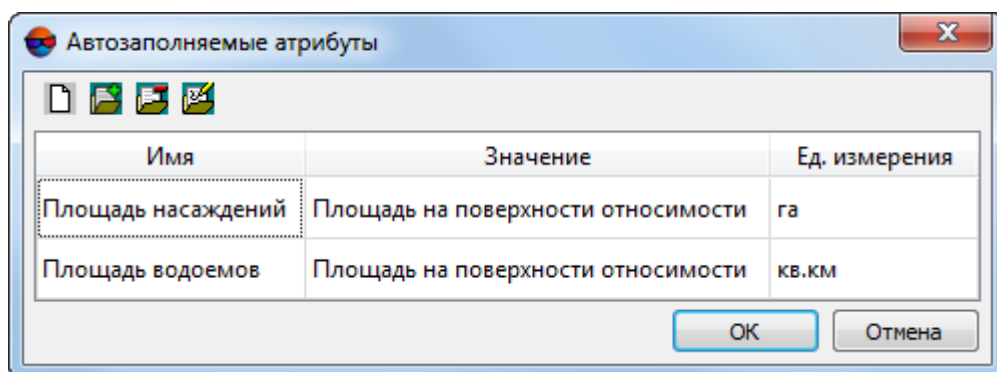 Автозаполняемые атрибуты
Имя Значение Ед. измерения
Площадь насаждений Площадь на поверхности относимости га
Площадь водоемов Площадь на поверхности относимости кв.км
OK Отмена